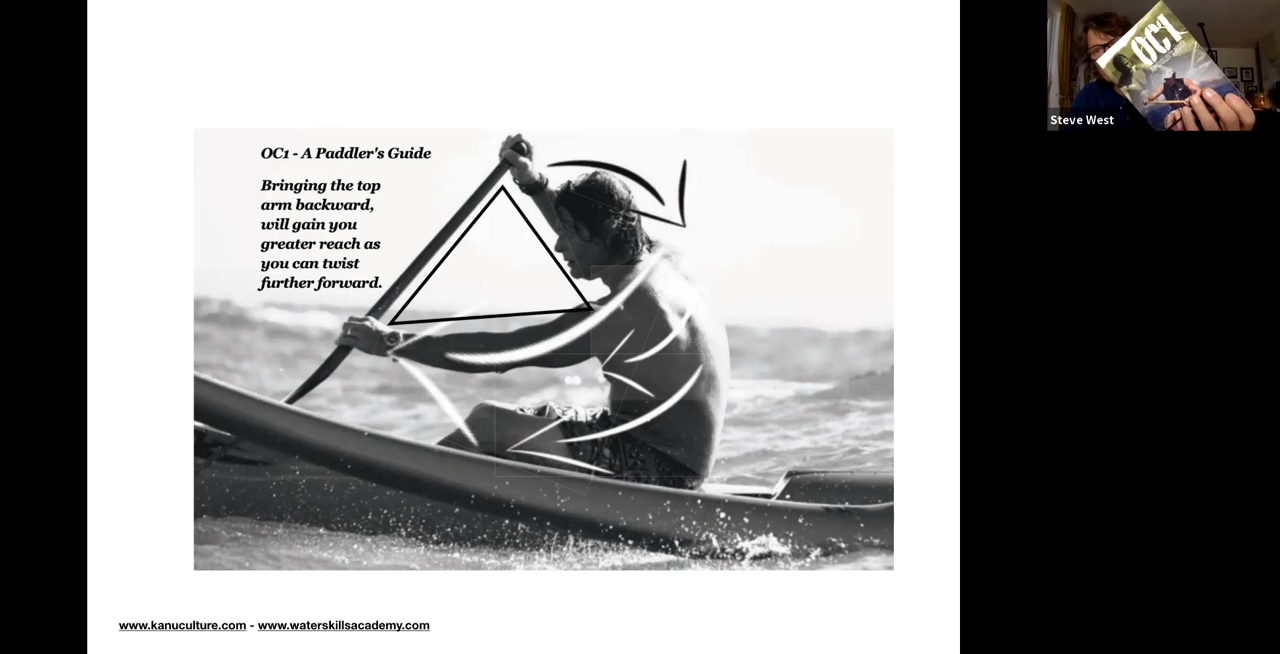 OC1 - A Paddler's Guide
Bringing the top
arm backward,
will gain you
greater reach as
you can twist
further forward.
www.kanuculture.com - www.waterskillsacademy.com
OC1
Steve West